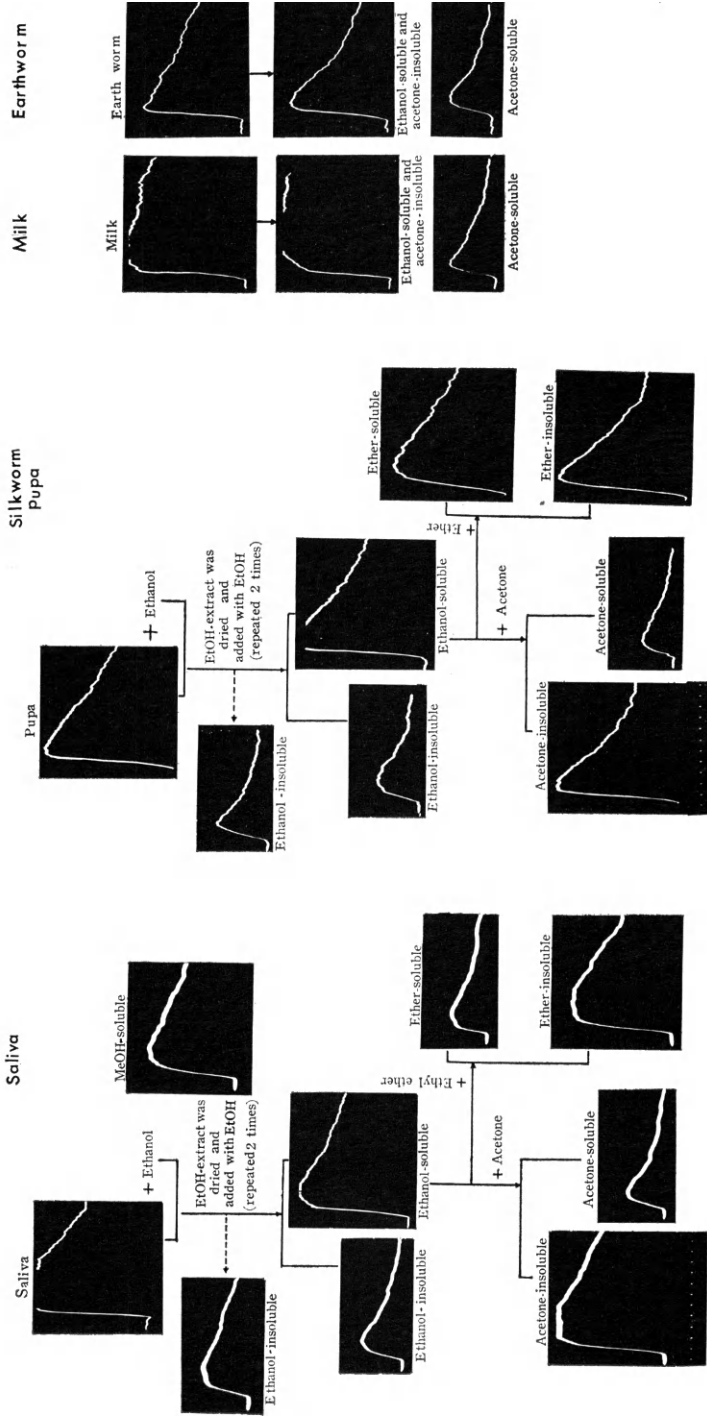 Saliva
Saliva
+ Ethanol
MeOH-soluble
EtOH-extract was
dried and
added with EtOH
(repeated 2 times)
Ethanol-insoluble
Ethanol-insoluble
Ethanol-soluble
+ Ethyl ether
Ether-soluble
Ether-insoluble
+ Acetone
Acetone-insoluble
Acetone-soluble
Silkworm
Pupa
Pupa
+ Ethanol
EtOH-extract was
dried and
added with EtOH
(repeated 2 times)
Ethanol-insoluble
Ethanol-insoluble
Ethanol-soluble
+ Ether
Ether-soluble
Ether-insoluble
+ Acetone
Acetone-insoluble
Acetone-soluble
Milk
Milk
Ethanol-soluble and
acetone-insoluble
Acetone-soluble
Earthworm
Earth worm
Ethanol-soluble and
acetone-insoluble
Acetone-soluble